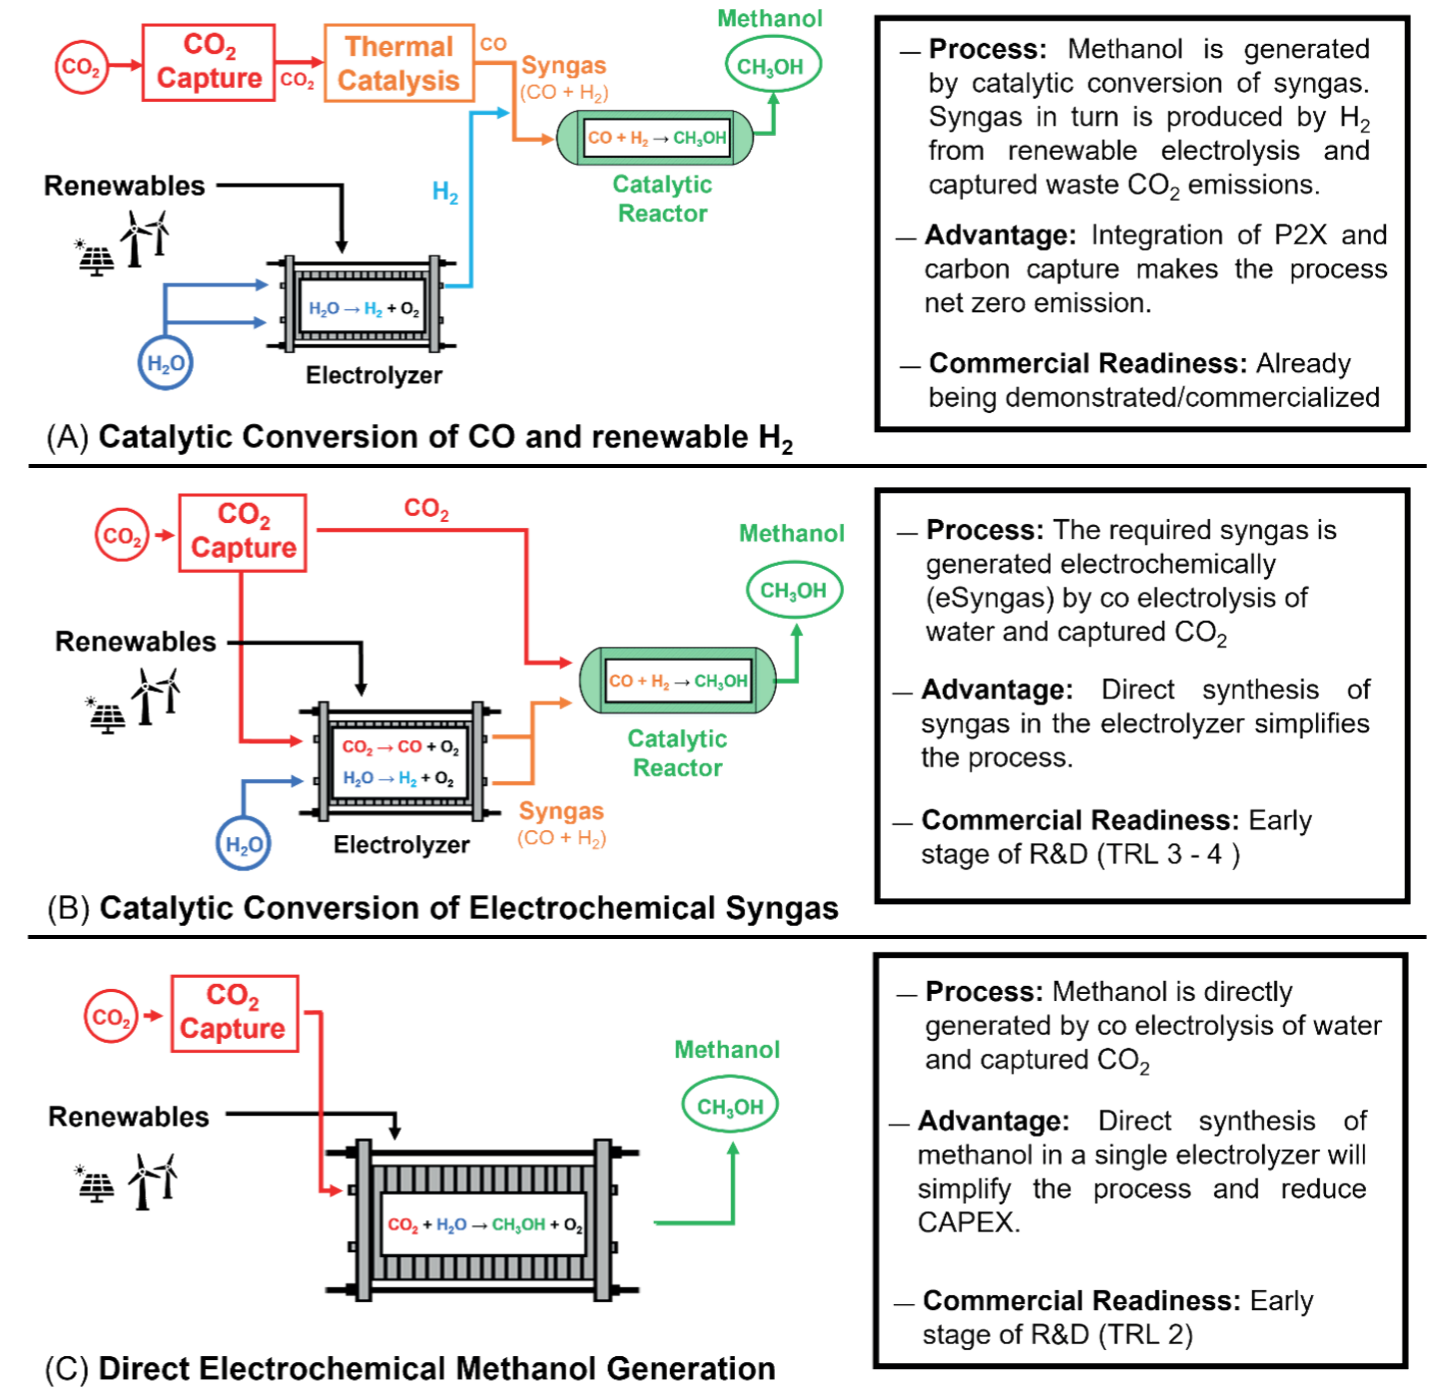 CO₂
CO₂
Capture
CO₂
Thermal
Catalysis
CO
Syngas
(CO + H₂)
Methanol
CH₃OH
CO + H₂ → CH₃OH
Catalytic
Reactor
Renewables
H₂
H₂O → H₂ + O₂
H₂O
Electrolyzer
(A) Catalytic Conversion of CO and renewable H₂
— Process: Methanol is generated
by catalytic conversion of syngas.
Syngas in turn is produced by H₂
from renewable electrolysis and
captured waste CO₂ emissions.
— Advantage: Integration of P2X and
carbon capture makes the process
net zero emission.
— Commercial Readiness: Already
being demonstrated/commercialized
CO₂
CO₂
Capture
CO₂
Methanol
CH₃OH
Renewables
CO + H₂ → CH₃OH
Catalytic
Reactor
CO₂ → CO + O₂
H₂O → H₂ + O₂
Syngas
(CO + H₂)
H₂O
Electrolyzer
(B) Catalytic Conversion of Electrochemical Syngas
— Process: The required syngas is
generated electrochemically
(eSyngas) by co electrolysis of
water and captured CO₂
— Advantage: Direct synthesis of
syngas in the electrolyzer simplifies
the process.
— Commercial Readiness: Early
stage of R&D (TRL 3 - 4 )
CO₂
CO₂
Capture
Methanol
CH₃OH
Renewables
CO₂ + H₂O → CH₃OH + O₂
(C) Direct Electrochemical Methanol Generation
— Process: Methanol is directly
generated by co electrolysis of water
and captured CO₂
— Advantage: Direct synthesis of
methanol in a single electrolyzer will
simplify the process and reduce
CAPEX.
— Commercial Readiness: Early
stage of R&D (TRL 2)